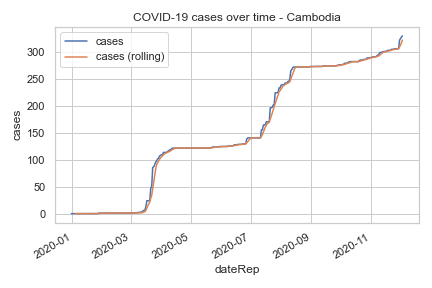 COVID-19 cases over time - Cambodia
cases
cases (rolling)
300
250
200
150
100
50
0
cases
2020-01
2020-03
2020-05
2020-07
2020-09
2020-11
dateRep